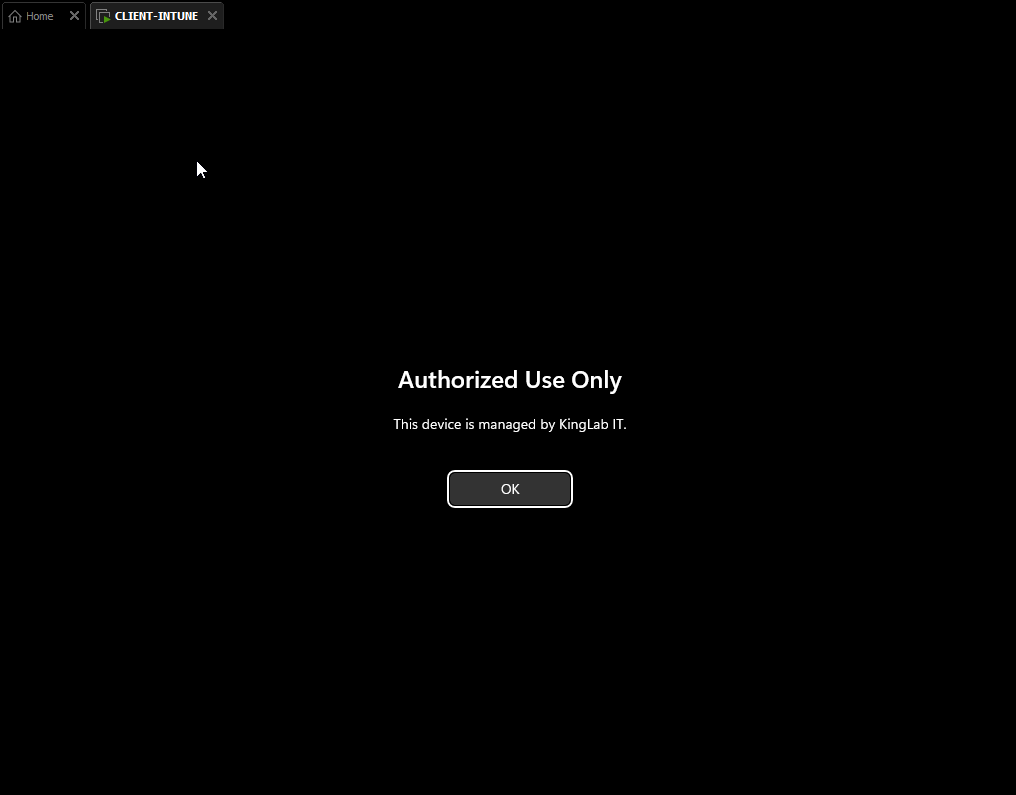 Home
CLIENT-INTUNE
Authorized Use Only
This device is managed by KingLab IT.
OK